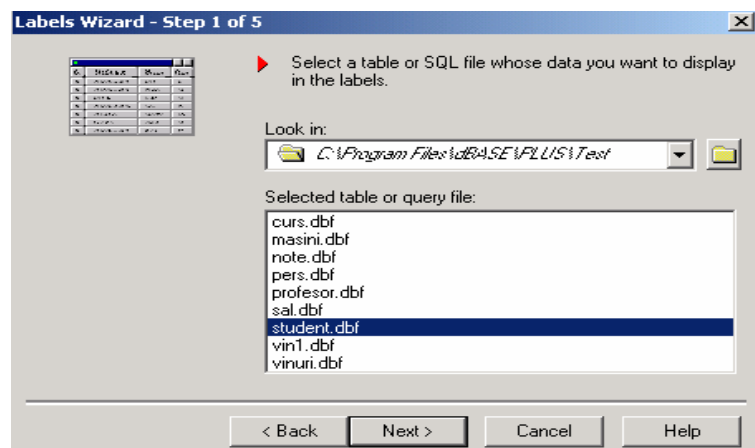 Labels Wizard - Step 1 of 5
Select a table or SQL file whose data you want to display
in the labels.
Look in:
C:\Program Files\dBASE\PLUS\Test
Selected table or query file:
curs.dbf
masini.dbf
note.dbf
pers.dbf
profesor.dbf
sal.dbf
student.dbf
vin1.dbf
vinuri.dbf
< Back
Next >
Cancel
Help